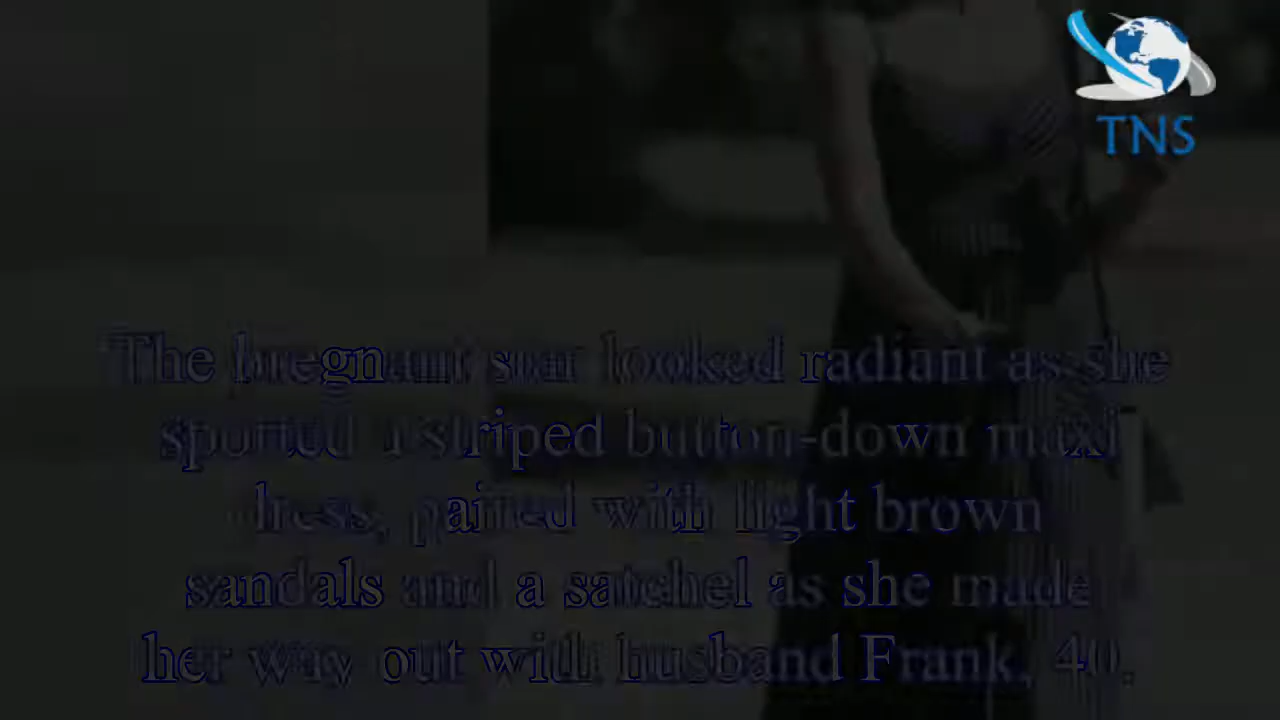 TNS
The pregnant star looked radiant as she
sported a striped button-down maxi
dress, paired with light brown
sandals and a satchel as she made
her way out with husband Frank, 40.